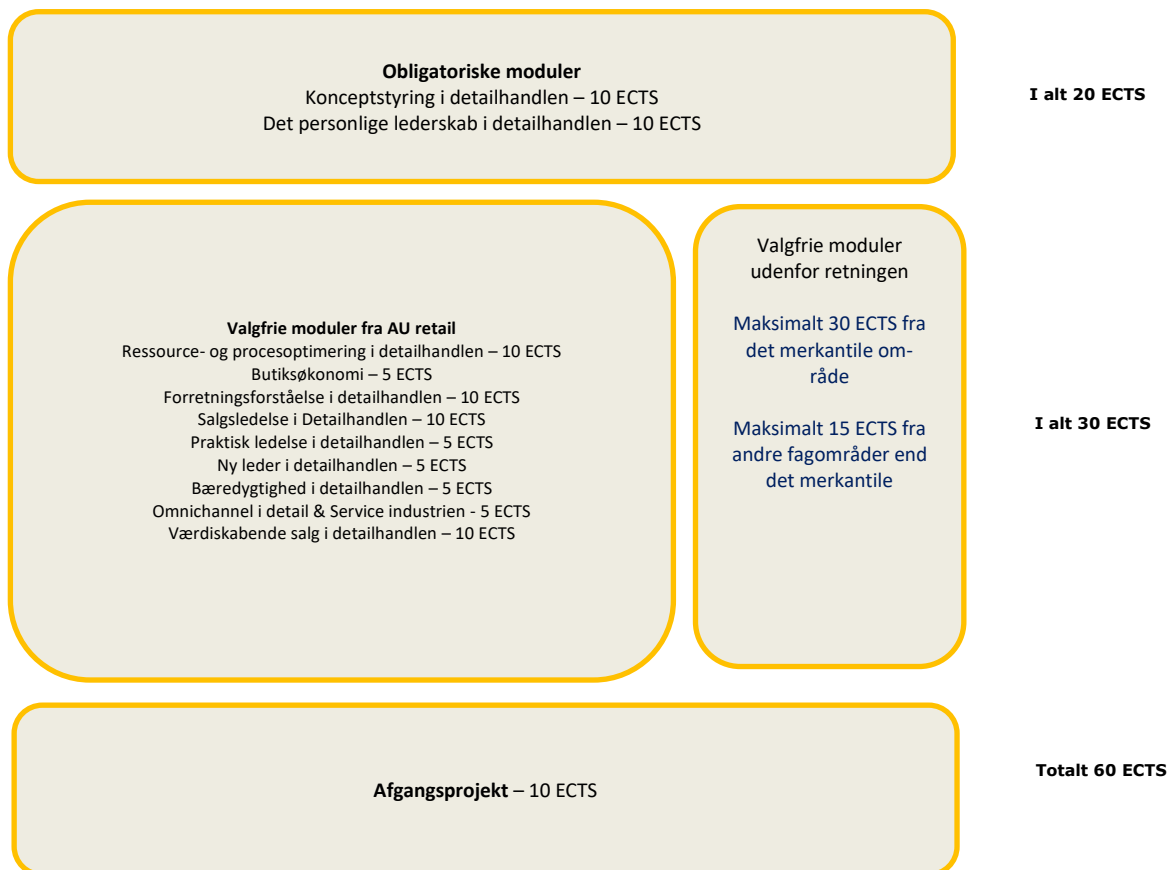 Obligatoriske moduler
Konceptstyring i detailhandlen – 10 ECTS
Det personlige lederskab i detailhandlen – 10 ECTS
I alt 20 ECTS
Valgfrie moduler fra AU retail
Ressource- og procesoptimering i detailhandlen – 10 ECTS
Butiksøkonomi – 5 ECTS
Forretningsforståelse i detailhandlen – 10 ECTS
Salgsledelse i Detailhandlen – 10 ECTS
Praktisk ledelse i detailhandlen – 5 ECTS
Ny leder i detailhandlen – 5 ECTS
Bæredygtighed i detailhandlen – 5 ECTS
Omnichannel i detail & Service industrien - 5 ECTS
Værdiskabende salg i detailhandlen – 10 ECTS
Valgfrie moduler
udenfor retningen
Maksimalt 30 ECTS fra
det merkantile om-
råde
Maksimalt 15 ECTS fra
andre fagområder end
det merkantile
I alt 30 ECTS
Afgangsprojekt – 10 ECTS
Totalt 60 ECTS